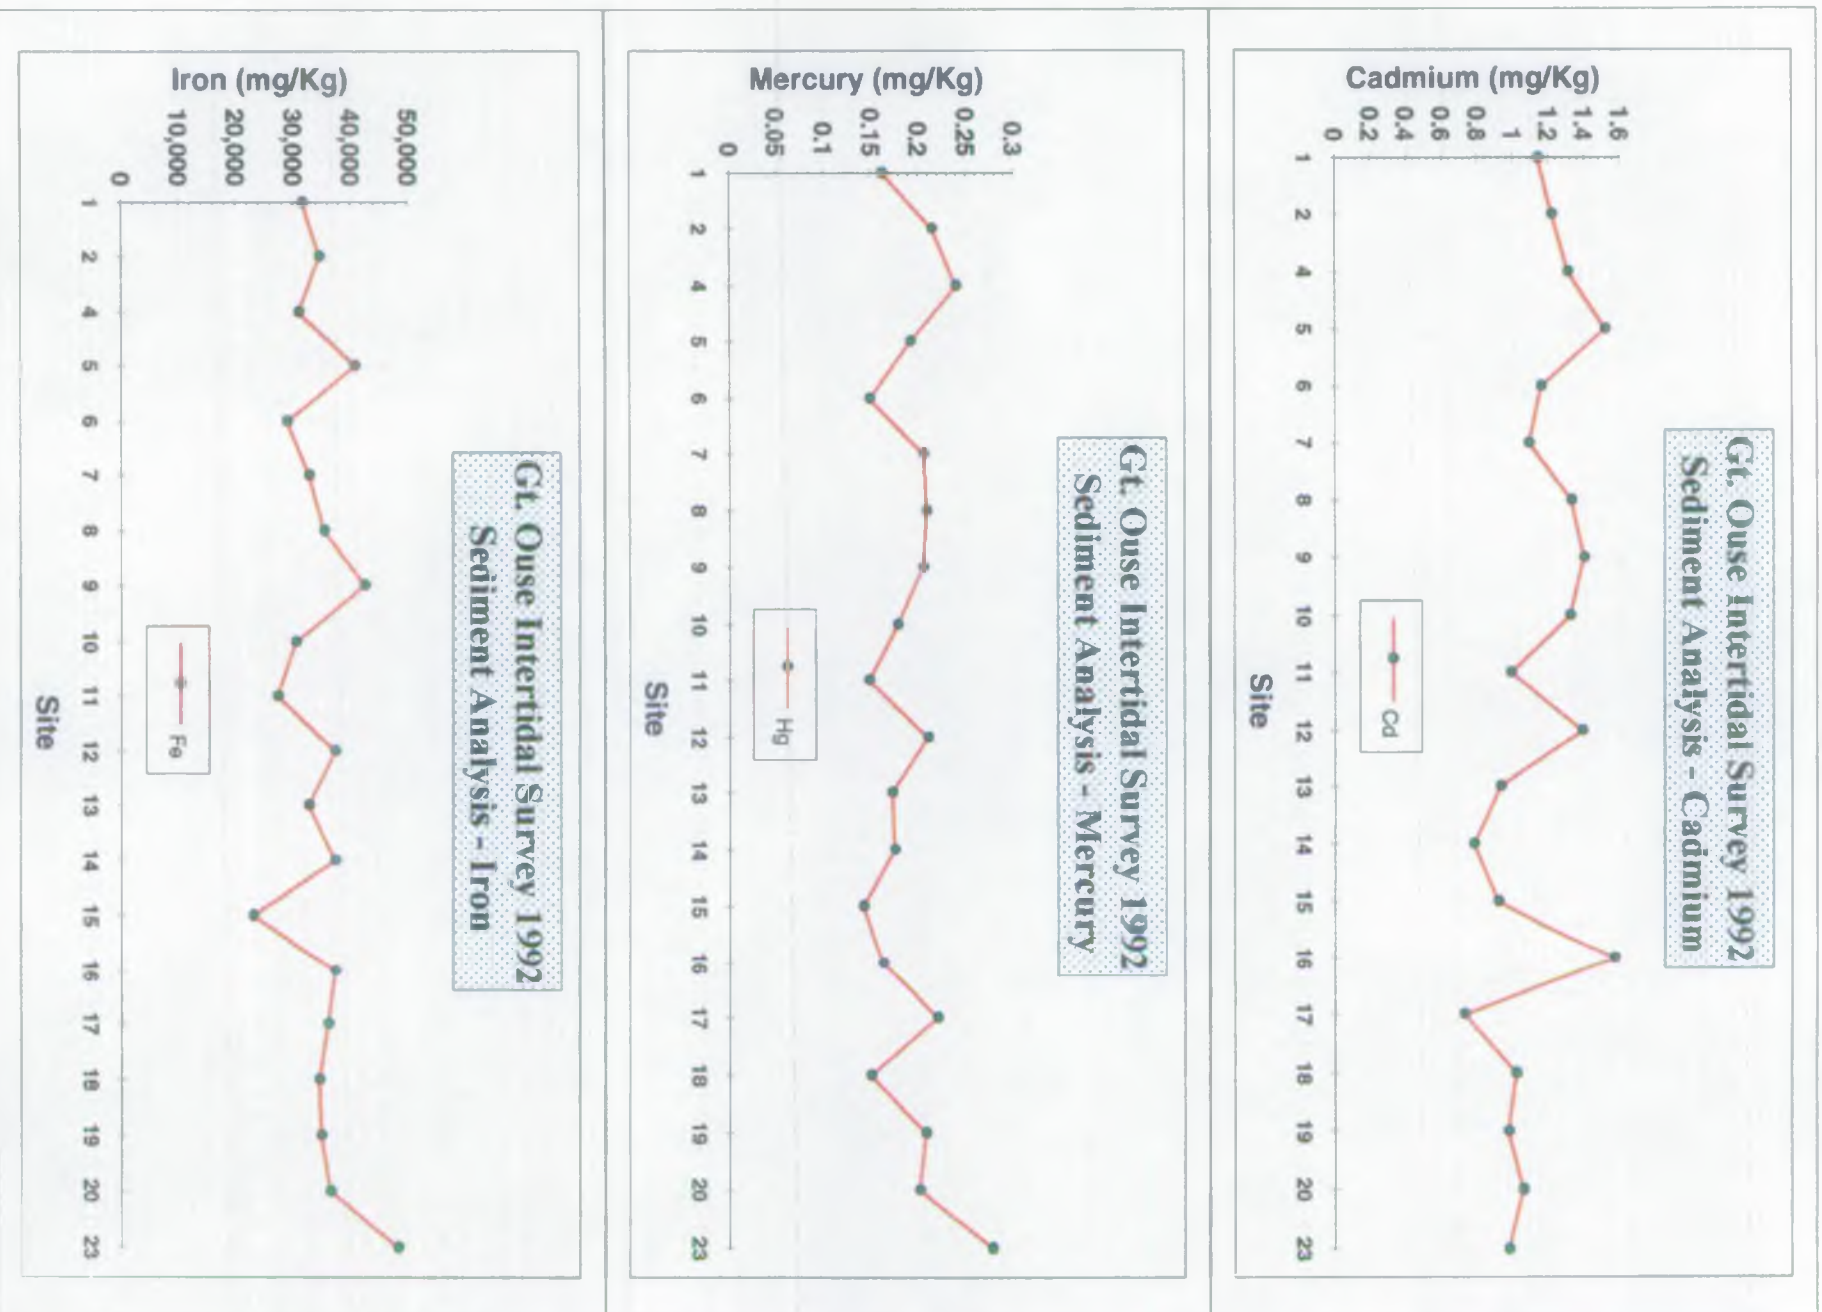 Gt. Ouse Intertidal Survey 1992
Sediment Analysis - Cadmium
Cadmium (mg/Kg)
1.6
1.4
1.2
1
0.8
0.6
0.4
0.2
0
1 2 4 5 6 7 8 9 10 11 12 13 14 15 16 17 18 19 20 23
Site
Cd
Gt. Ouse Intertidal Survey 1992
Sediment Analysis - Mercury
Mercury (mg/Kg)
0.3
0.25
0.2
0.15
0.1
0.05
0
1 2 4 5 6 7 8 9 10 11 12 13 14 15 16 17 18 19 20 23
Site
Hg
Gt. Ouse Intertidal Survey 1992
Sediment Analysis - Iron
Iron (mg/Kg)
50,000
40,000
30,000
20,000
10,000
0
1 2 4 5 6 7 8 9 10 11 12 13 14 15 16 17 18 19 20 23
Site
Fe